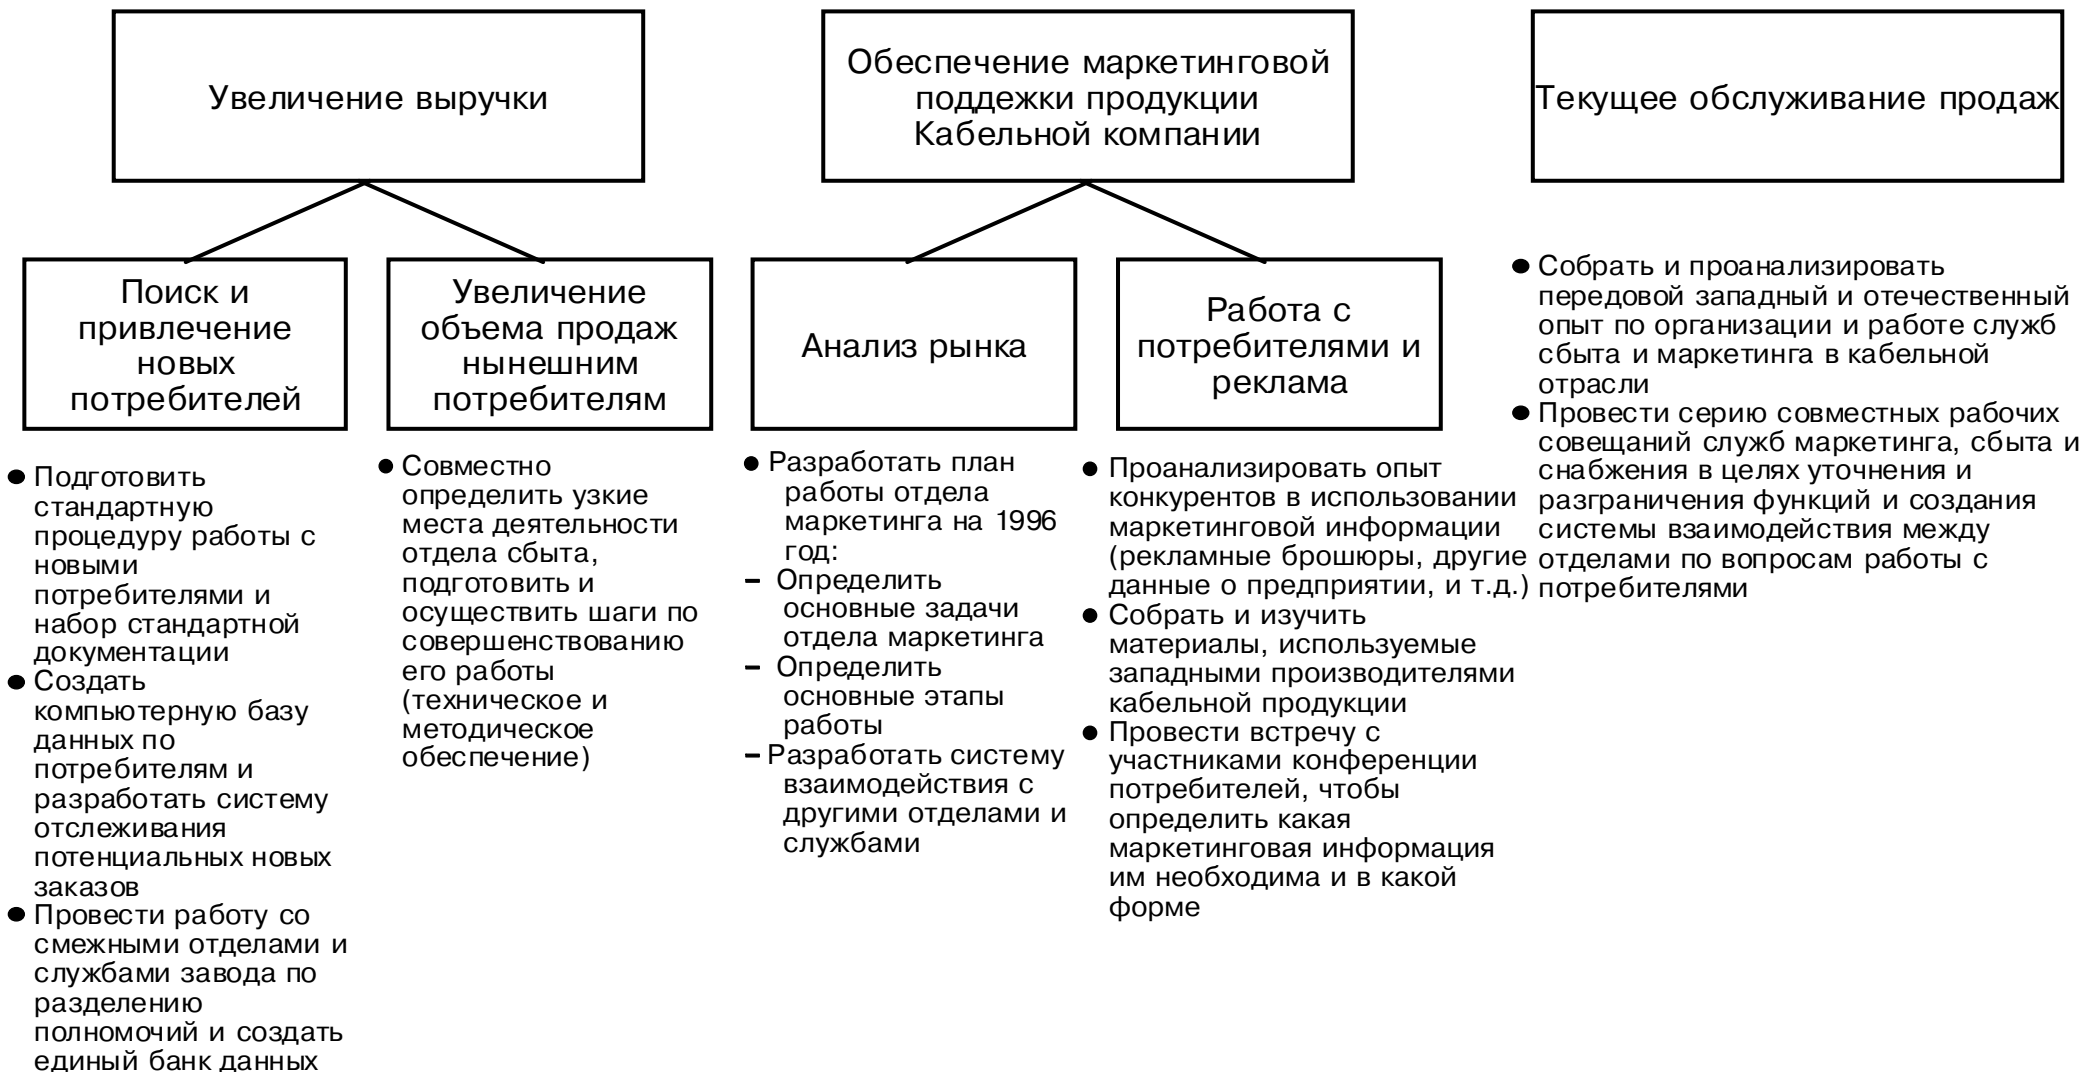 Увеличение выручки
Обеспечение маркетинговой
поддежки продукции
Кабельной компании
Текущее обслуживание продаж
Поиск и
привлечение
новых
потребителей
Увеличение
объема продаж
нынешним
потребителям
Анализ рынка
Работа с
потребителями и
реклама
● Подготовить
стандартную
процедуру работы с
новыми
потребителями и
набор стандартной
документации
● Создать
компьютерную базу
данных по
потребителям и
разработать систему
отслеживания
потенциальных новых
заказов
● Провести работу со
смежными отделами и
службами завода по
разделению
полномочий и создать
единый банк данных
● Совместно
определить узкие
места деятельности
отдела сбыта,
подготовить и
осуществить шаги по
совершенствованию
его работы
(техническое и
методическое
обеспечение)
● Разработать план
работы отдела
маркетинга на 1996
год:
– Определить
основные задачи
отдела маркетинга
– Определить
основные этапы
работы
– Разработать систему
взаимодействия с
другими отделами и
службами
● Проанализировать опыт
конкурентов в использовании
маркетинговой информации
(рекламные брошюры, другие
данные о предприятии, и т.д.)
● Собрать и изучить
материалы, используемые
западными производителями
кабельной продукции
● Провести встречу с
участниками конференции
потребителей, чтобы
определить какая
маркетинговая информация
им необходима и в какой
форме
● Собрать и проанализировать
передовой западный и отечественный
опыт по организации и работе служб
сбыта и маркетинга в кабельной
отрасли
● Провести серию совместных рабочих
совещаний служб маркетинга, сбыта и
снабжения в целях уточнения и
разграничения функций и создания
системы взаимодействия между
отделами по вопросам работы с
потребителями